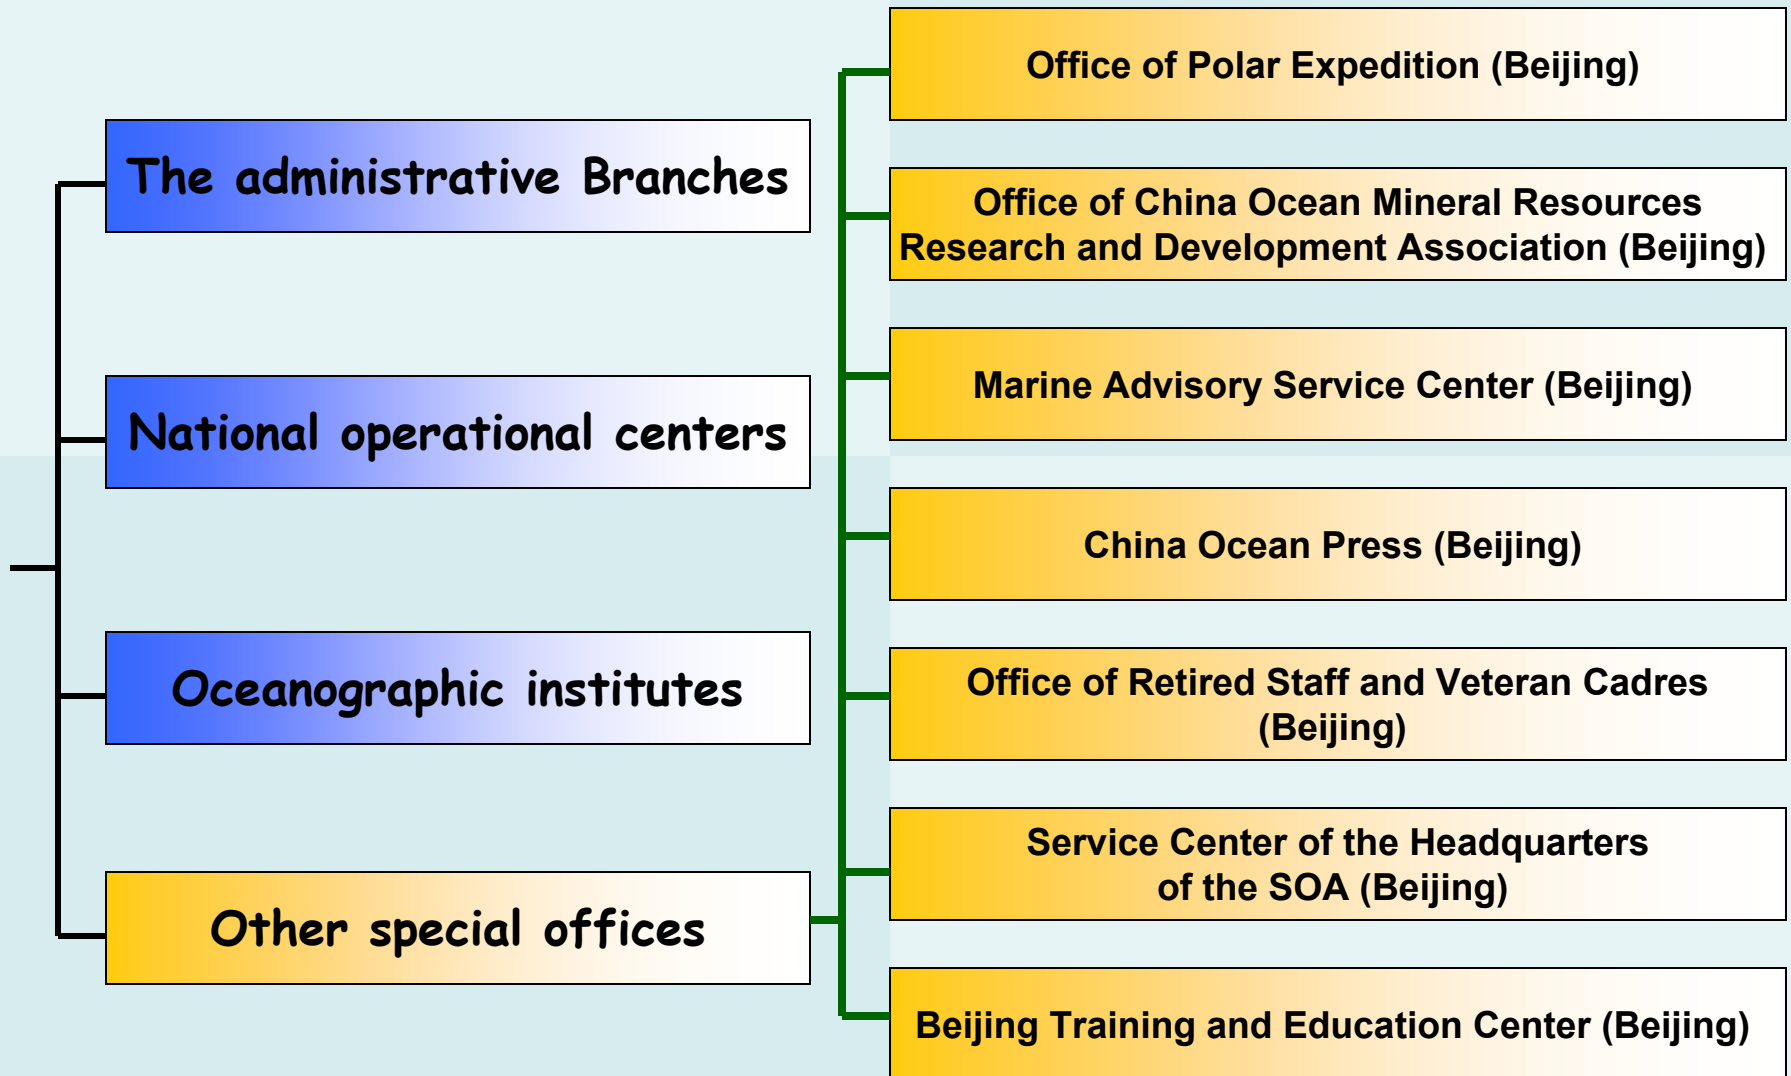 The administrative Branches
National operational centers
Oceanographic institutes
Other special offices
Office of Polar Expedition (Beijing)
Office of China Ocean Mineral Resources
Research and Development Association (Beijing)
Marine Advisory Service Center (Beijing)
China Ocean Press (Beijing)
Office of Retired Staff and Veteran Cadres
(Beijing)
Service Center of the Headquarters
of the SOA (Beijing)
Beijing Training and Education Center (Beijing)